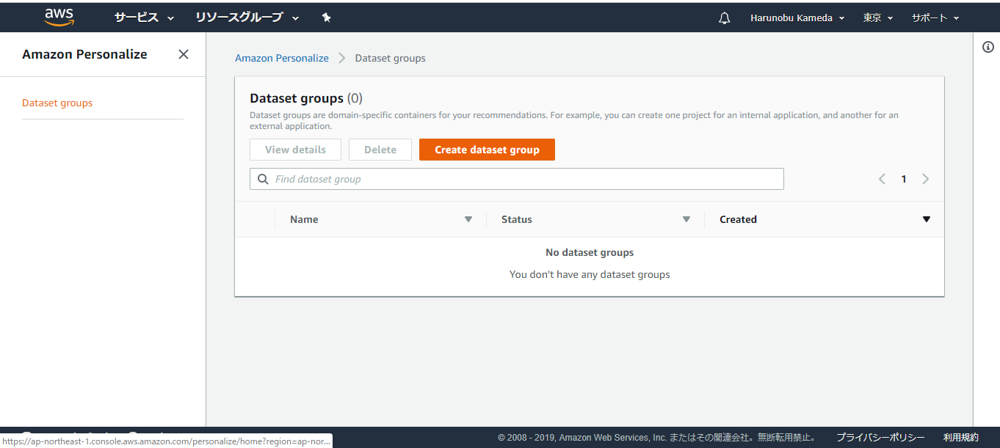 aws
サービス
リソースグループ
Harunobu Kameda
東京
サポート
Amazon Personalize
Dataset groups
Amazon Personalize
Dataset groups
Dataset groups (0)
Dataset groups are domain-specific containers for your recommendations. For example, you can create one project for an internal application, and another for an
external application.
View details
Delete
Create dataset group
Find dataset group
1
Name
Status
Created
No dataset groups
You don't have any dataset groups
© 2008 - 2019, Amazon Web Services, Inc. またはその関連会社。無断転用禁止。
プライバシーポリシー
利用規約
https://ap-northeast-1.console.aws.amazon.com/personalize/home?region=ap-nor...